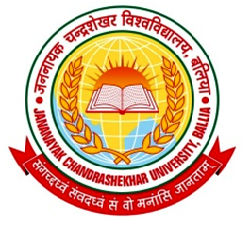 जननायक चन्द्रशेखर विश्वविद्यालय, बलिया
JANANAYAK CHANDRASHEKHAR UNIVERSITY, BALLIA
संगच्छध्वं संवदध्वं सं वो मनांसि जानताम्